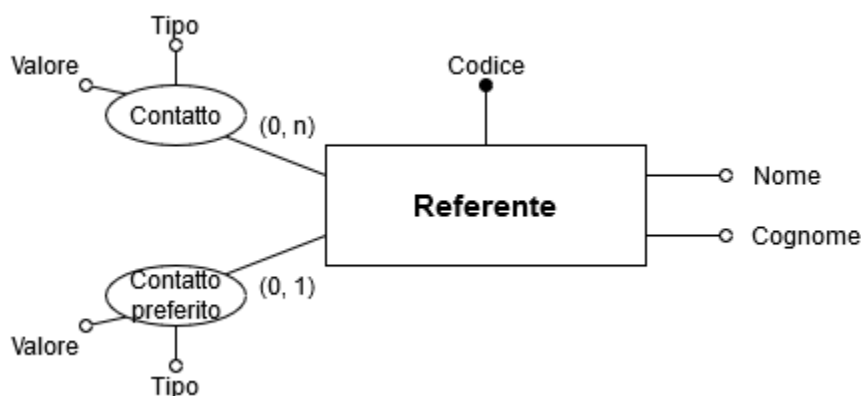 Tipo
Valore
Codice
Contatto
(0, n)
Nome
Referente
Cognome
Contatto
preferito
(0, 1)
Valore
Tipo